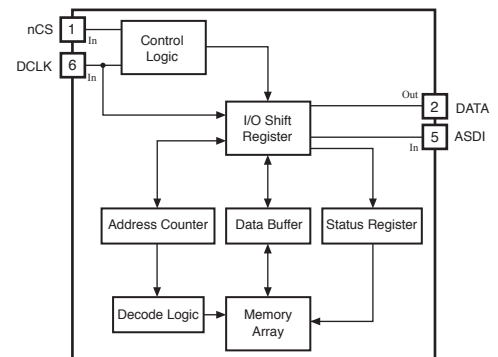 nCS
1
In
DCLK
6
In
Control
Logic
I/O Shift
Register
Out
2
DATA
5
ASDI
In
Address Counter
Data Buffer
Status Register
Decode Logic
Memory
Array